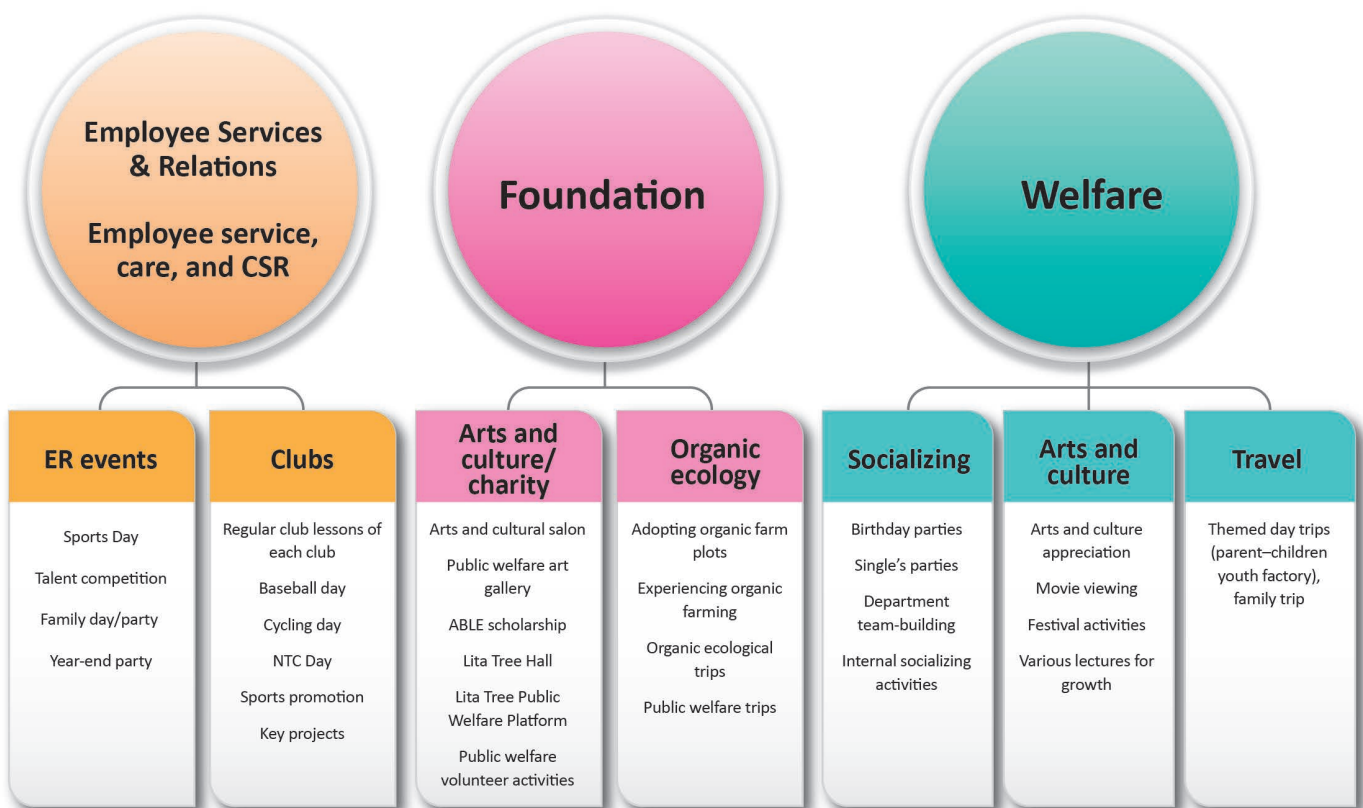 Employee Services
& Relations
Employee service,
care, and CSR
Foundation
Welfare
ER events
Sports Day
Talent competition
Family day/party
Year-end party
Clubs
Regular club lessons of
each club
Baseball day
Cycling day
NTC Day
Sports promotion
Key projects
Arts and
culture/
charity
Arts and cultural salon
Public welfare art
gallery
ABLE scholarship
Lita Tree Hall
Lita Tree Public
Welfare Platform
Public welfare
volunteer activities
Organic
ecology
Adopting organic farm
plots
Experiencing organic
farming
Organic ecological
trips
Public welfare trips
Socializing
Birthday parties
Single’s parties
Department
team-building
Internal socializing
activities
Arts and
culture
Arts and culture
appreciation
Movie viewing
Festival activities
Various lectures for
growth
Travel
Themed day trips
(parent–children
youth factory),
family trip